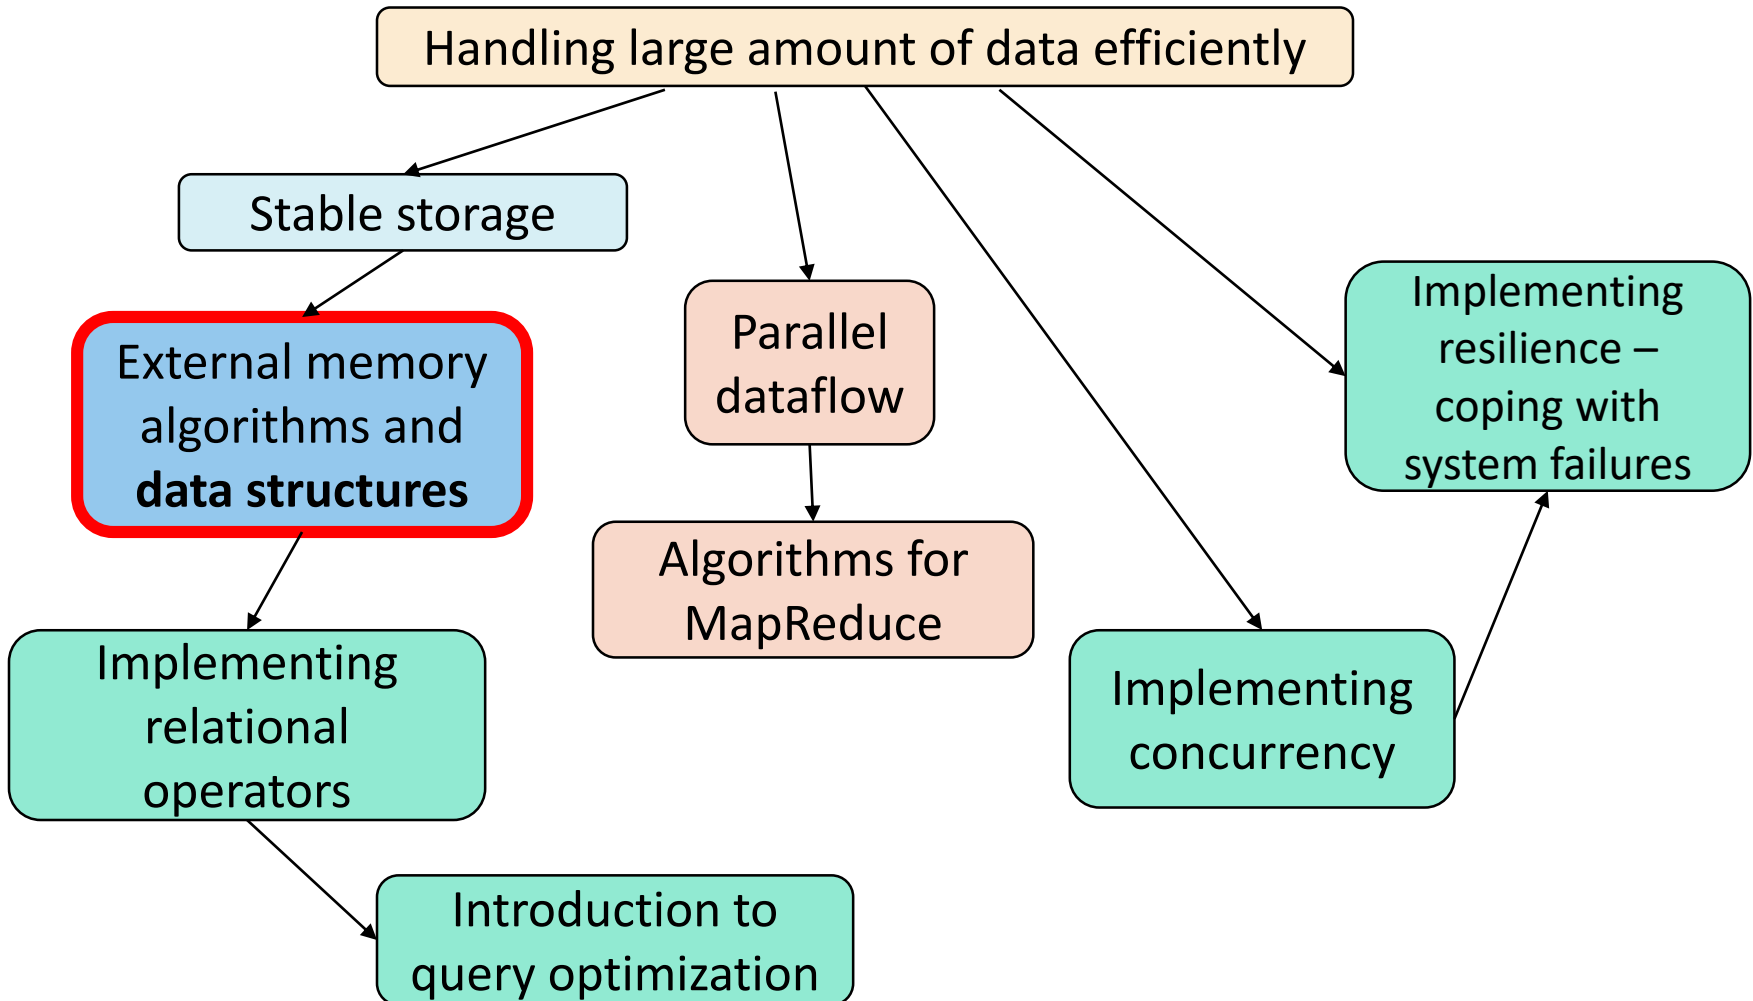 Handling large amount of data efficiently
Stable storage
External memory
algorithms and
data structures
Parallel
dataflow
Implementing
resilience –
coping with
system failures
Algorithms for
MapReduce
Implementing
relational
operators
Implementing
concurrency
Introduction to
query optimization